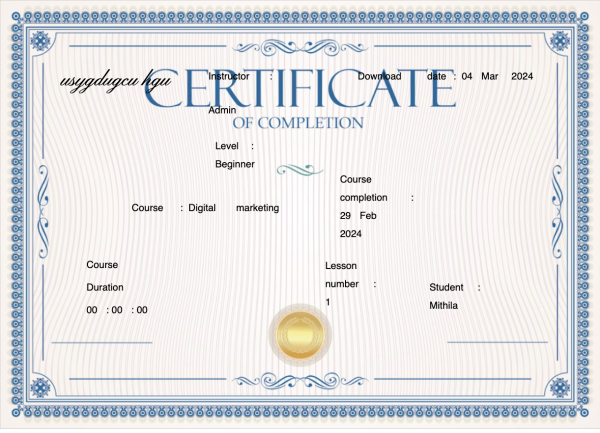 usygdugcu hgu
Instructor : Download date : 04 Mar 2024
CERTIFICATE
Admin
OF COMPLETION
Level :
Beginner
Course
completion :
29 Feb
2024
Course : Digital marketing
Course
Duration
00 : 00 : 00
Lesson
number :
1
Student :
Mithila